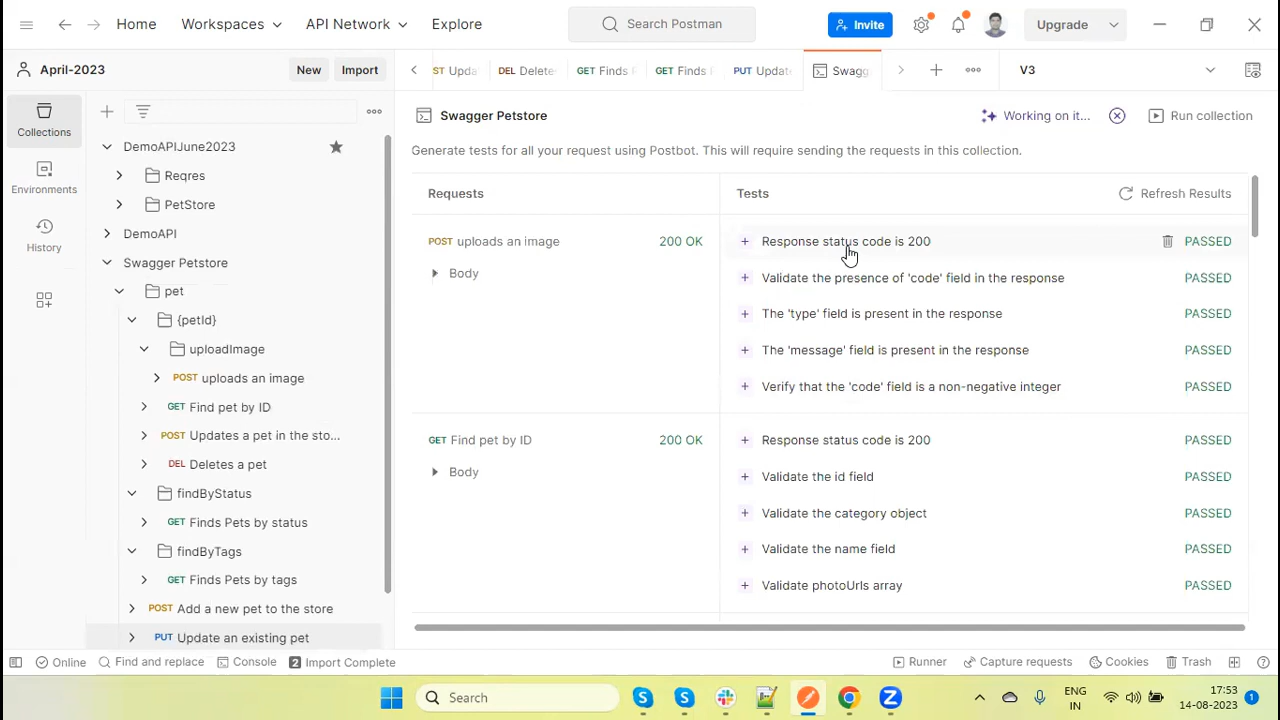 Home
Workspaces
API Network
Explore
Search Postman
Invite
Upgrade
April-2023
New
Import
ST Upda
DEL Delete
GET Finds F
GET Finds F
PUT Update
Swagg
V3
Collections
Environments
History
DemoAPIJune2023
Reqres
PetStore
DemoAPI
Swagger Petstore
pet
{petId}
uploadImage
POST uploads an image
GET Find pet by ID
POST Updates a pet in the sto...
DEL Deletes a pet
findByStatus
GET Finds Pets by status
findByTags
GET Finds Pets by tags
POST Add a new pet to the store
PUT Update an existing pet
Swagger Petstore
Working on it...
Run collection
Generate tests for all your request using Postbot. This will require sending the requests in this collection.
Requests
Tests
Refresh Results
POST uploads an image 200 OK
Body
Response status code is 200 PASSED
Validate the presence of 'code' field in the response PASSED
The 'type' field is present in the response PASSED
The 'message' field is present in the response PASSED
Verify that the 'code' field is a non-negative integer PASSED
GET Find pet by ID 200 OK
Body
Response status code is 200 PASSED
Validate the id field PASSED
Validate the category object PASSED
Validate the name field PASSED
Validate photoUrls array PASSED
Online
Find and replace
Console
2 Import Complete
Runner
Capture requests
Cookies
Trash
Search
ENG
IN
17:53
14-08-2023
1